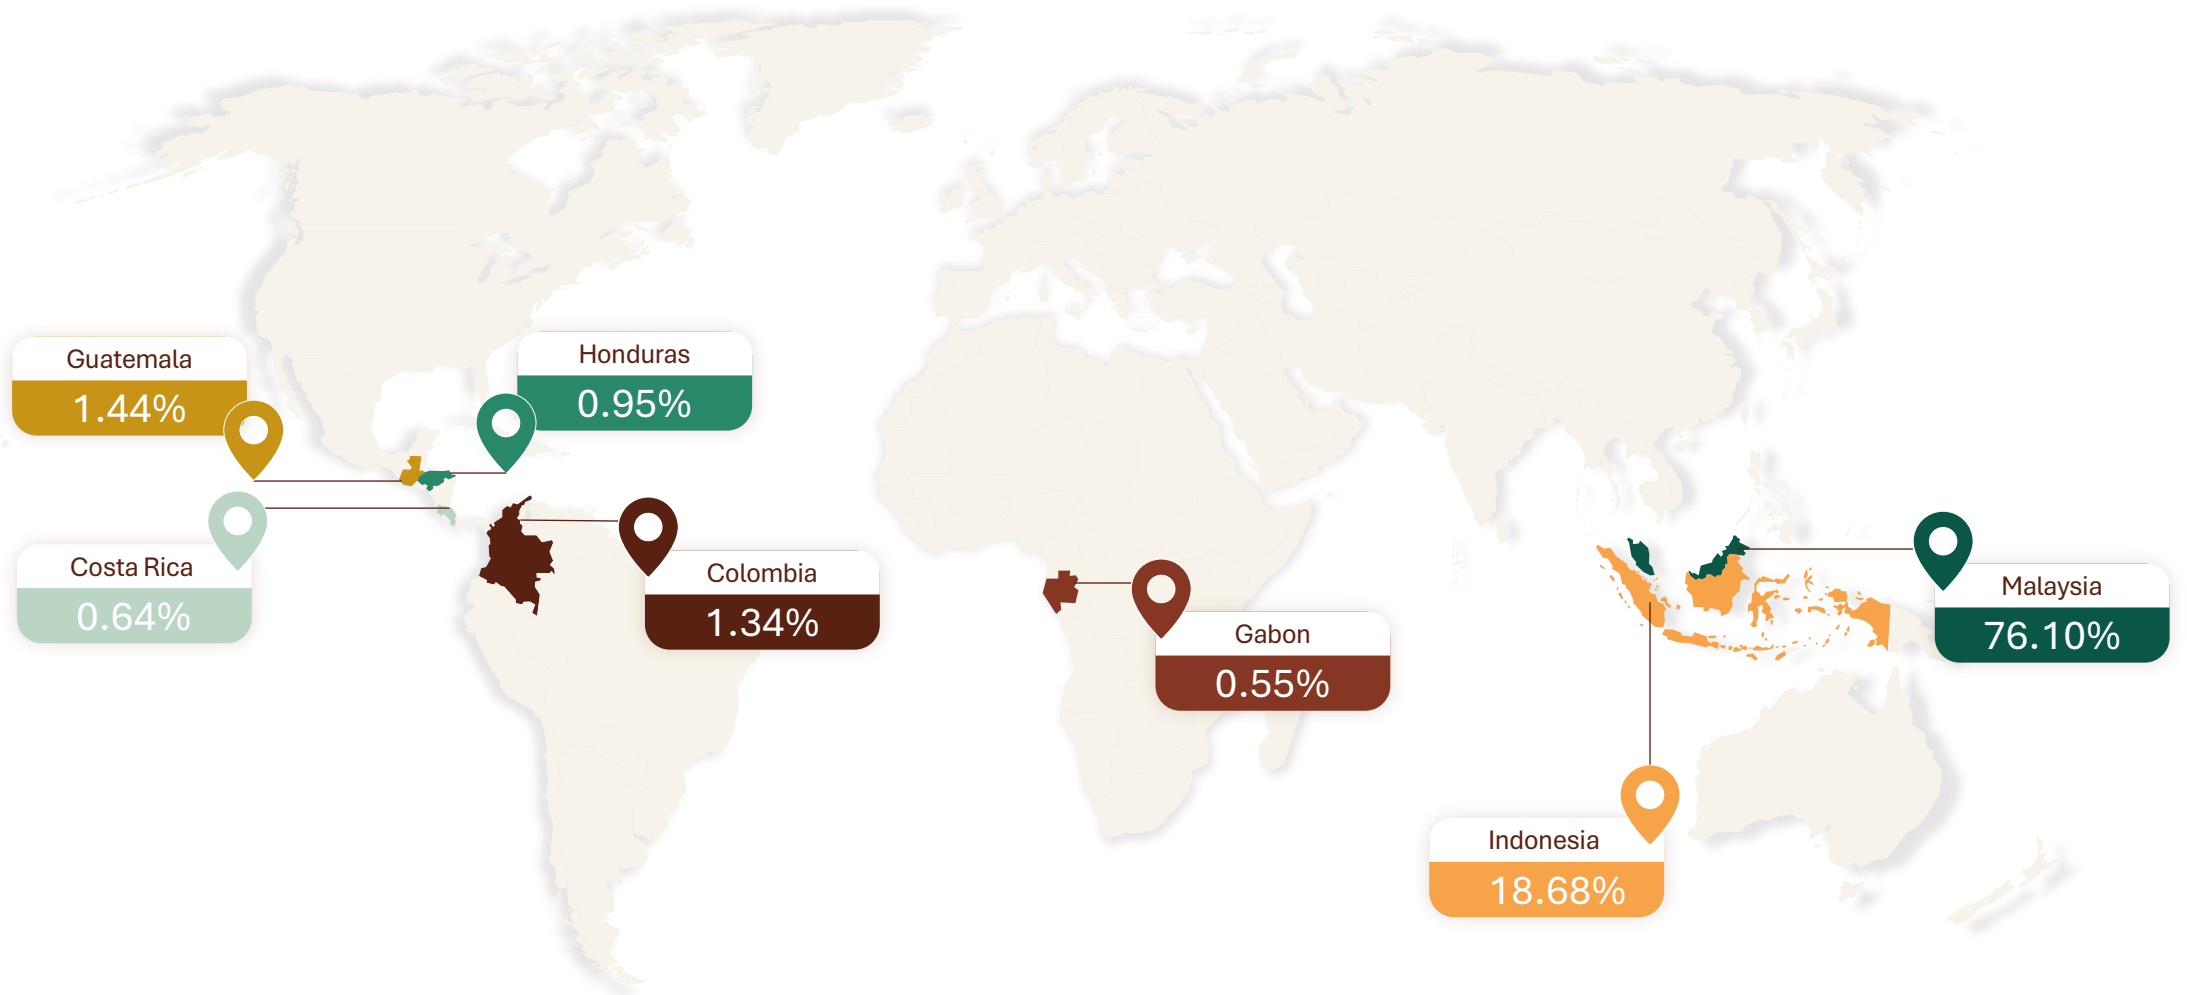 Guatemala
1.44%
Honduras
0.95%
Costa Rica
0.64%
Colombia
1.34%
Gabon
0.55%
Malaysia
76.10%
Indonesia
18.68%